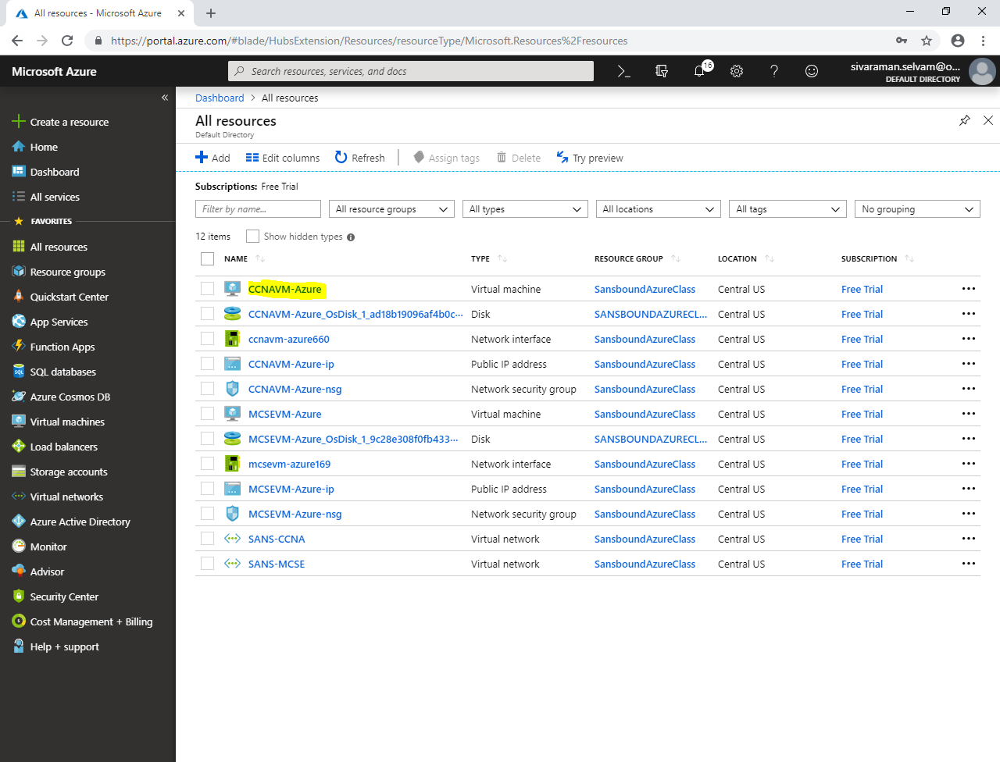 All resources - Microsoft Azure
https://portal.azure.com/#blade/HubsExtension/Resources/resourceType/Microsoft.Resources%2Fresources
Microsoft Azure
Search resources, services, and docs
16
sivaraman.selvam@o...
DEFAULT DIRECTORY
Create a resource
Home
Dashboard
All services
FAVORITES
All resources
Resource groups
Quickstart Center
App Services
Function Apps
SQL databases
Azure Cosmos DB
Virtual machines
Load balancers
Storage accounts
Virtual networks
Azure Active Directory
Monitor
Advisor
Security Center
Cost Management + Billing
Help + support
Dashboard > All resources
All resources
Default Directory
Add Edit columns Refresh Assign tags Delete Try preview
Subscriptions: Free Trial
Filter by name... All resource groups All types All locations All tags No grouping
12 items Show hidden types
NAME TYPE RESOURCE GROUP LOCATION SUBSCRIPTION
CCNAVM-Azure Virtual machine SansboundAzureClass Central US Free Trial
CCNAVM-Azure_OsDisk_1_ad18b19096af4b0c... Disk SANSBOUNDAZURECL... Central US Free Trial
ccnavm-azure660 Network interface SansboundAzureClass Central US Free Trial
CCNAVM-Azure-ip Public IP address SansboundAzureClass Central US Free Trial
CCNAVM-Azure-nsg Network security group SansboundAzureClass Central US Free Trial
MCSEVM-Azure Virtual machine SansboundAzureClass Central US Free Trial
MCSEVM-Azure_OsDisk_1_9c28e308f0fb433... Disk SANSBOUNDAZURECL... Central US Free Trial
mcsevm-azure169 Network interface SansboundAzureClass Central US Free Trial
MCSEVM-Azure-ip Public IP address SansboundAzureClass Central US Free Trial
MCSEVM-Azure-nsg Network security group SansboundAzureClass Central US Free Trial
SANS-CCNA Virtual network SansboundAzureClass Central US Free Trial
SANS-MCSE Virtual network SansboundAzureClass Central US Free Trial